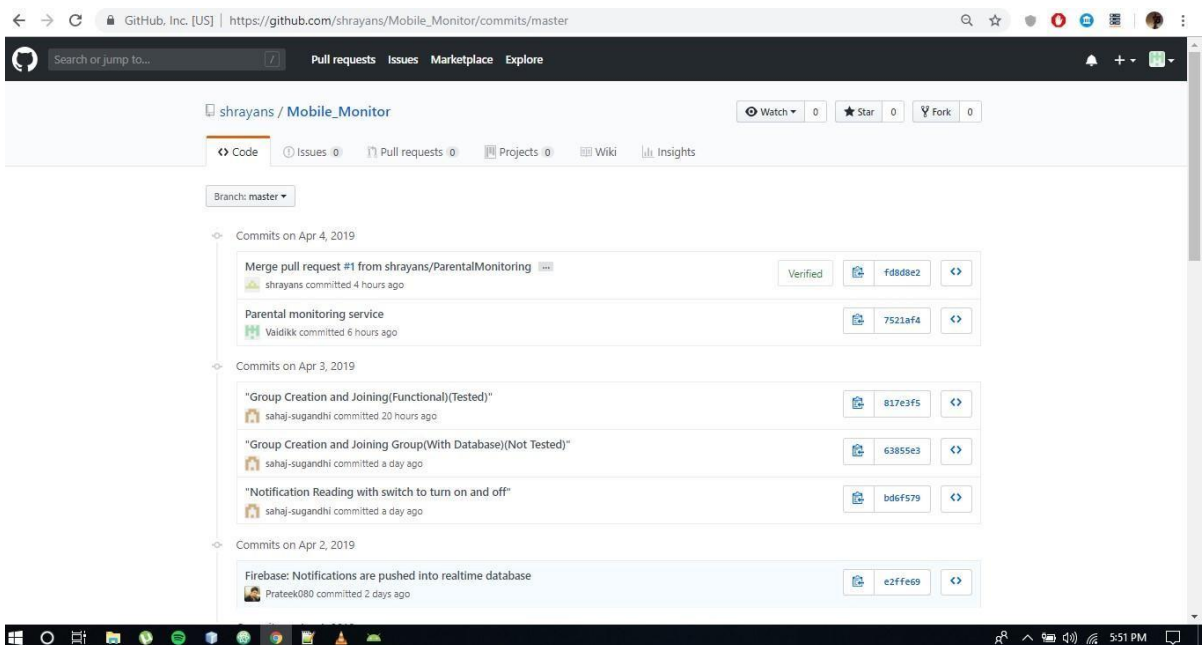 GitHub, Inc. [US] | https://github.com/shrayans/Mobile_Monitor/commits/master
Search or jump to... / Pull requests Issues Marketplace Explore
shrayans / Mobile_Monitor Watch 0 Star 0 Fork 0
Code Issues 0 Pull requests 0 Projects 0 Wiki Insights
Branch: master
Commits on Apr 4, 2019
Merge pull request #1 from shrayans/ParentalMonitoring ...
Verified fd8d8e2
shrayans committed 4 hours ago
Parental monitoring service
7521af4
Vaidikk committed 6 hours ago
Commits on Apr 3, 2019
"Group Creation and Joining(Functional)(Tested)"
817e3f5
sahaj-sugandhi committed 20 hours ago
"Group Creation and Joining Group(With Database)(Not Tested)"
63855e3
sahaj-sugandhi committed a day ago
"Notification Reading with switch to turn on and off"
bd6f579
sahaj-sugandhi committed a day ago
Commits on Apr 2, 2019
Firebase: Notifications are pushed into realtime database
e2ffe69
Prateek080 committed 2 days ago
5:51 PM